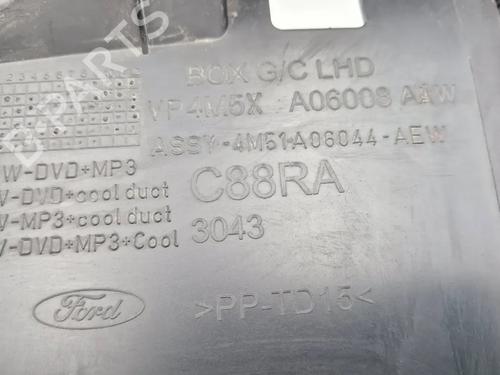 BOX G/C LHD
VP4M5X A06008 AAW
ASSY-4M51-A06044-AEW
W-DVD+MP3
V-DVD+cool duct
V-MP3+cool duct
V-DVD+MP3+Cool
C88RA
3043
Ford
>PP-TD15<
B-PARTS